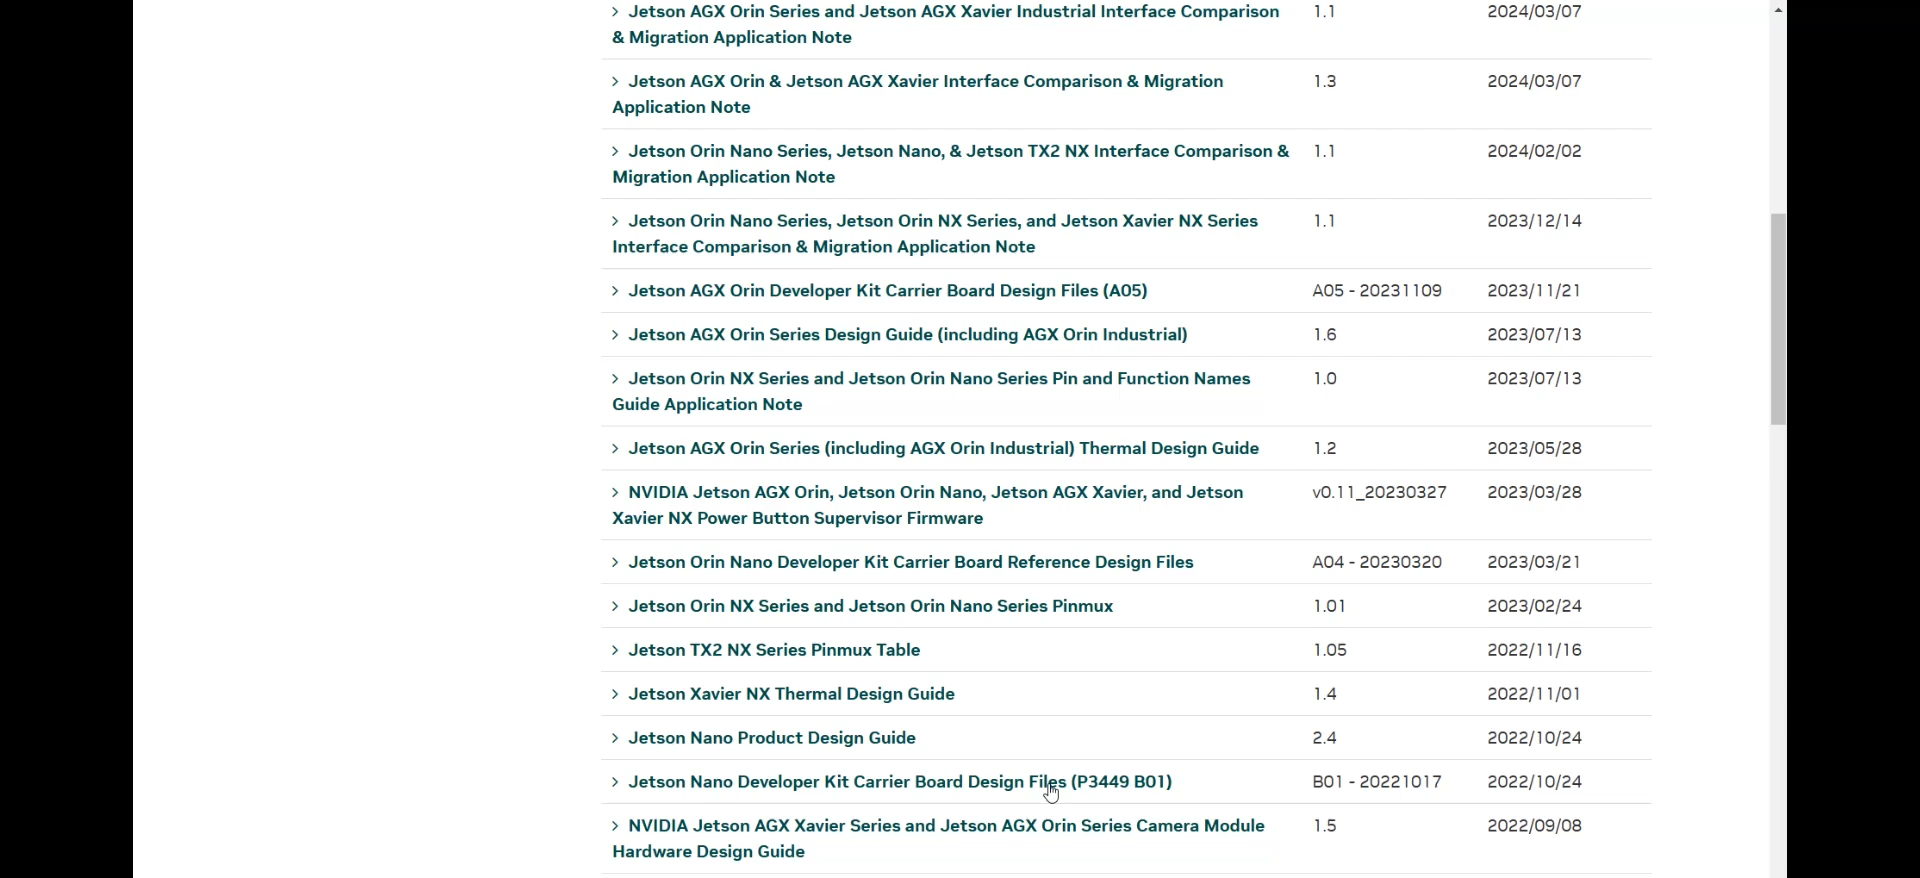 > Jetson AGX Orin Series and Jetson AGX Xavier Industrial Interface Comparison 1.1 2024/03/07
& Migration Application Note
> Jetson AGX Orin & Jetson AGX Xavier Interface Comparison & Migration 1.3 2024/03/07
Application Note
> Jetson Orin Nano Series, Jetson Nano, & Jetson TX2 NX Interface Comparison & 1.1 2024/02/02
Migration Application Note
> Jetson Orin Nano Series, Jetson Orin NX Series, and Jetson Xavier NX Series 1.1 2023/12/14
Interface Comparison & Migration Application Note
> Jetson AGX Orin Developer Kit Carrier Board Design Files (A05) A05 - 20231109 2023/11/21
> Jetson AGX Orin Series Design Guide (including AGX Orin Industrial) 1.6 2023/07/13
> Jetson Orin NX Series and Jetson Orin Nano Series Pin and Function Names 1.0 2023/07/13
Guide Application Note
> Jetson AGX Orin Series (including AGX Orin Industrial) Thermal Design Guide 1.2 2023/05/28
> NVIDIA Jetson AGX Orin, Jetson Orin Nano, Jetson AGX Xavier, and Jetson v0.11_20230327 2023/03/28
Xavier NX Power Button Supervisor Firmware
> Jetson Orin Nano Developer Kit Carrier Board Reference Design Files A04 - 20230320 2023/03/21
> Jetson Orin NX Series and Jetson Orin Nano Series Pinmux 1.01 2023/02/24
> Jetson TX2 NX Series Pinmux Table 1.05 2022/11/16
> Jetson Xavier NX Thermal Design Guide 1.4 2022/11/01
> Jetson Nano Product Design Guide 2.4 2022/10/24
> Jetson Nano Developer Kit Carrier Board Design Files (P3449 B01) B01 - 20221017 2022/10/24
> NVIDIA Jetson AGX Xavier Series and Jetson AGX Orin Series Camera Module 1.5 2022/09/08
Hardware Design Guide